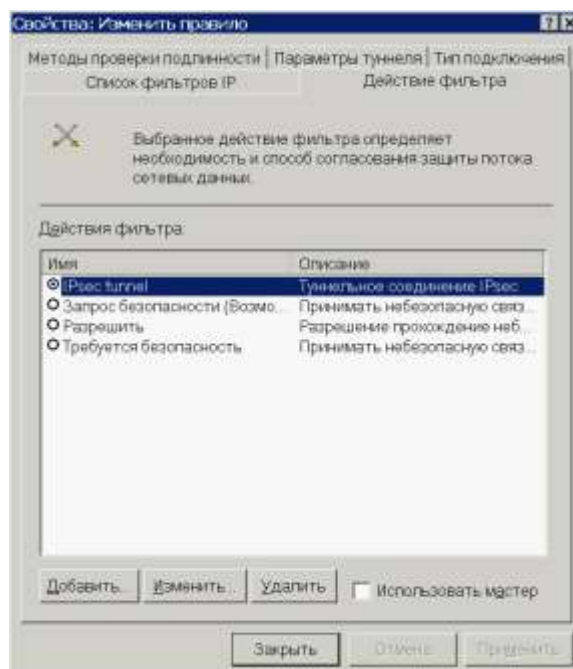 Свойства: Изменить правило
Методы проверки подлинности Параметры туннеля Тип подключения
Список фильтров IP Действие фильтра
Выбранное действие фильтра определяет
необходимость и способ согласования защиты потока
сетевых данных.
Действия фильтра:
Имя Описание
IPsec tunnel Туннельное соединение IPsec
Запрос безопасности (Возмо... Принимать небезопасную связ...
Разрешить Разрешение прохождение неб...
Требуется безопасность Принимать небезопасную связ...
Добавить... Изменить... Удалить Использовать мастер
Закрыть Отмена Применить